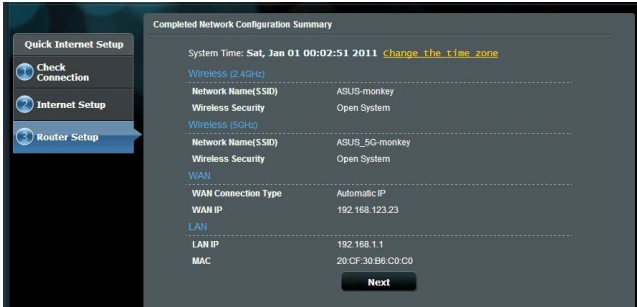 Completed Network Configuration Summary
Quick Internet Setup
1 Check Connection
2 Internet Setup
3 Router Setup
System Time: Sat, Jan 01 00:02:51 2011 Change the time zone
Wireless (2.4GHz)
Network Name(SSID) ASUS-monkey
Wireless Security Open System
Wireless (5GHz)
Network Name(SSID) ASUS_5G-monkey
Wireless Security Open System
WAN
WAN Connection Type Automatic IP
WAN IP 192.168.123.23
LAN
LAN IP 192.168.1.1
MAC 20:CF:30:B6:C0:C0
Next